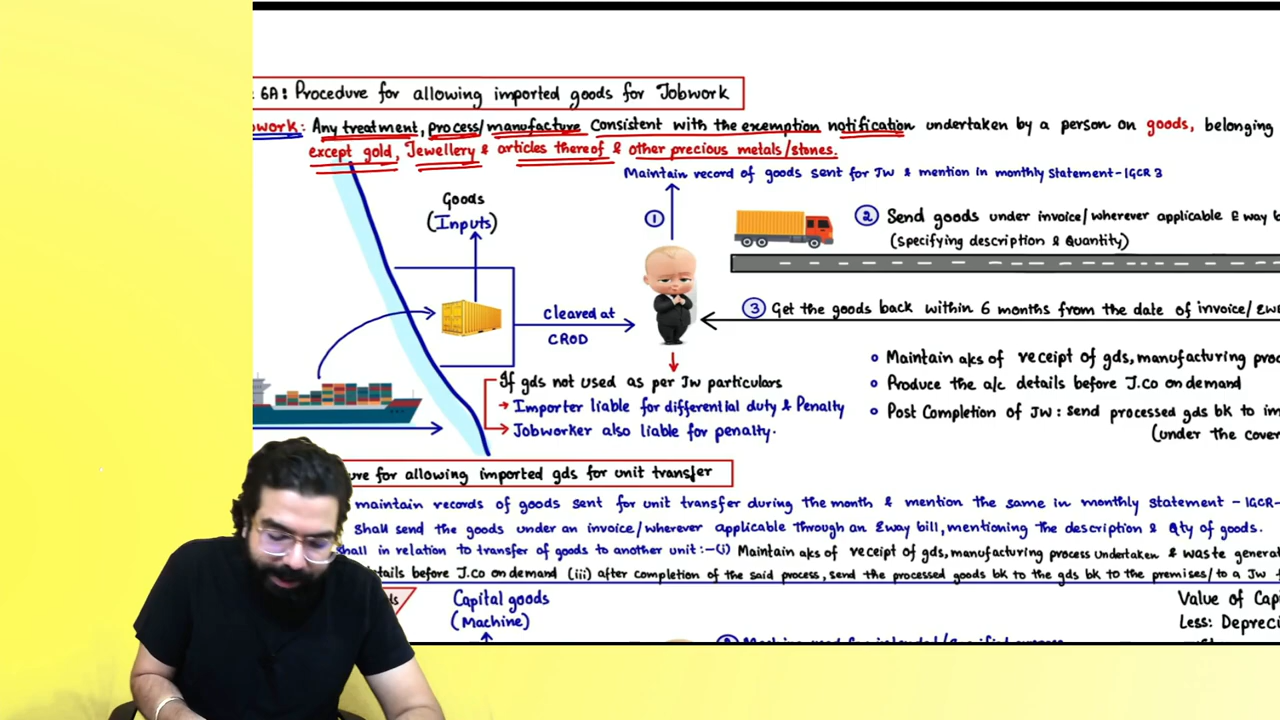 6A: Procedure for allowing imported goods for Jobwork
bwork: Any treatment, process/manufacture Consistent with the exemption notification undertaken by a person on goods, belonging
except gold, Jewellery & articles thereof & other precious metals/stones.
Maintain record of goods sent for JW & mention in monthly Statement-IGCR 3
Goods
(Inputs)
1
2 Send goods under invoice/wherever applicable E way b
(specifying description & Quantity)
3 Get the goods back within 6 months from the date of invoice/Ewa
Cleared at
CROD
Maintain aks of receipt of gds, manufacturing proc
Produce the a/c details before J.Co on demand
Post Completion of JW: send processed gds bk to im
(under the cover
If gds not used as per JW particulars
Importer liable for differential duty & Penalty
Jobworker also liable for penalty.
ure for allowing imported gds for unit transfer
maintain records of goods sent for unit transfer during the month & mention the same in monthly statement - IGCR-
Shall send the goods under an invoice/wherever applicable through an Eway bill, mentioning the description & Qty of goods.
shall in relation to transfer of goods to another unit:-(i) Maintain aks of receipt of gds, manufacturing process undertaken & waste generat
etails before J.Co on demand (iii) after completion of the said process, send the processed goods bk to the gds bk to the premises/to a JW
ds
Capital goods
(Machine)
Value of Capi
Less: Depreci